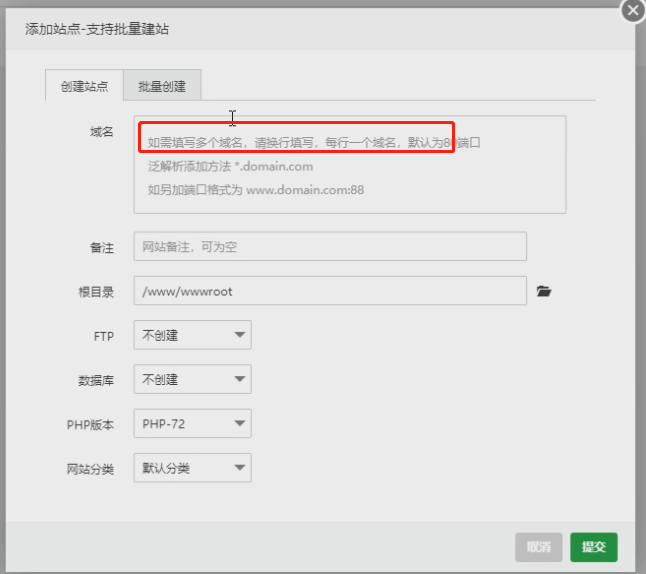 添加站点-支持批量建站
创建站点 批量创建
域名
如需填写多个域名，请换行填写，每行一个域名，默认为80端口
泛解析添加方法 *.domain.com
如另加端口格式为 www.domain.com:88
备注 网站备注，可为空
根目录 /www/wwwroot
FTP 不创建
数据库 不创建
PHP版本 PHP-72
网站分类 默认分类
取消 提交